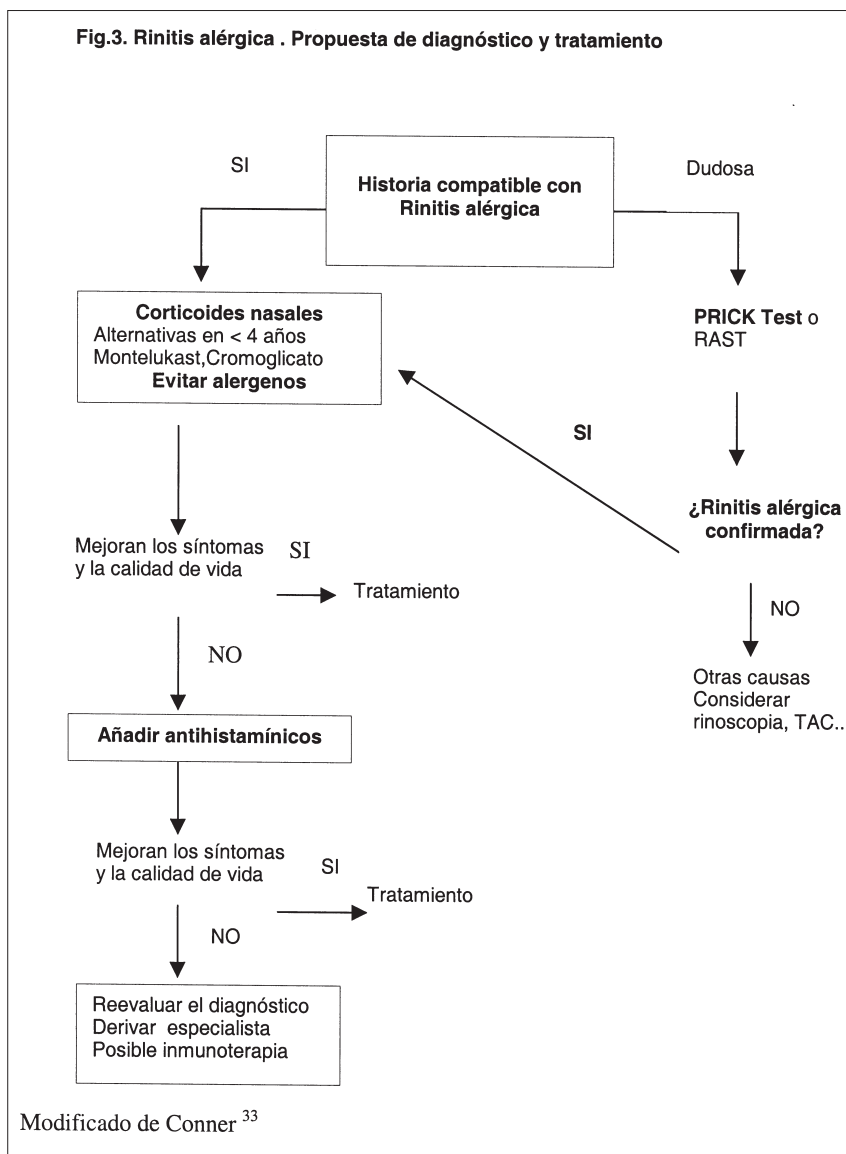 Fig.3. Rinitis alérgica . Propuesta de diagnóstico y tratamiento
SI
Historia compatible con
Rinitis alérgica
Dudosa
Corticoides nasales
Alternativas en < 4 años
Montelukast,Cromoglicato
Evitar alergenos
PRICK Test o
RAST
SI
¿Rinitis alérgica
confirmada?
Mejoran los síntomas
y la calidad de vida
SI
Tratamiento
NO
NO
Otras causas
Considerar
rinoscopia, TAC..
Añadir antihistamínicos
Mejoran los síntomas
y la calidad de vida
SI
Tratamiento
NO
Reevaluar el diagnóstico
Derivar especialista
Posible inmunoterapia
Modificado de Conner 33